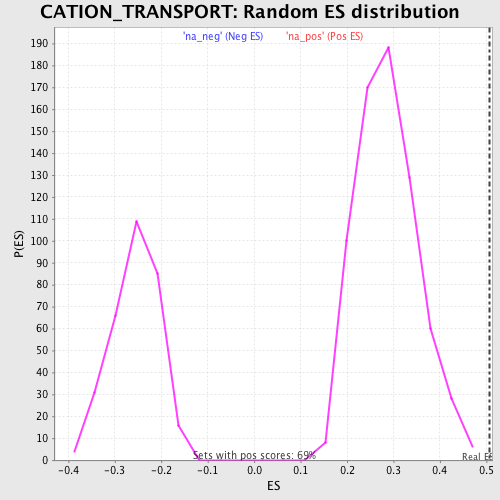 CATION_TRANSPORT: Random ES distribution
'na_neg' (Neg ES) 'na_pos' (Pos ES)
190
180
170
160
150
140
130
120
110
100
90
80
70
60
50
40
30
20
10
0
P(ES)
Sets with pos scores: 69%
Real ES
-0.4 -0.3 -0.2 -0.1 0.0 0.1 0.2 0.3 0.4 0.5
ES